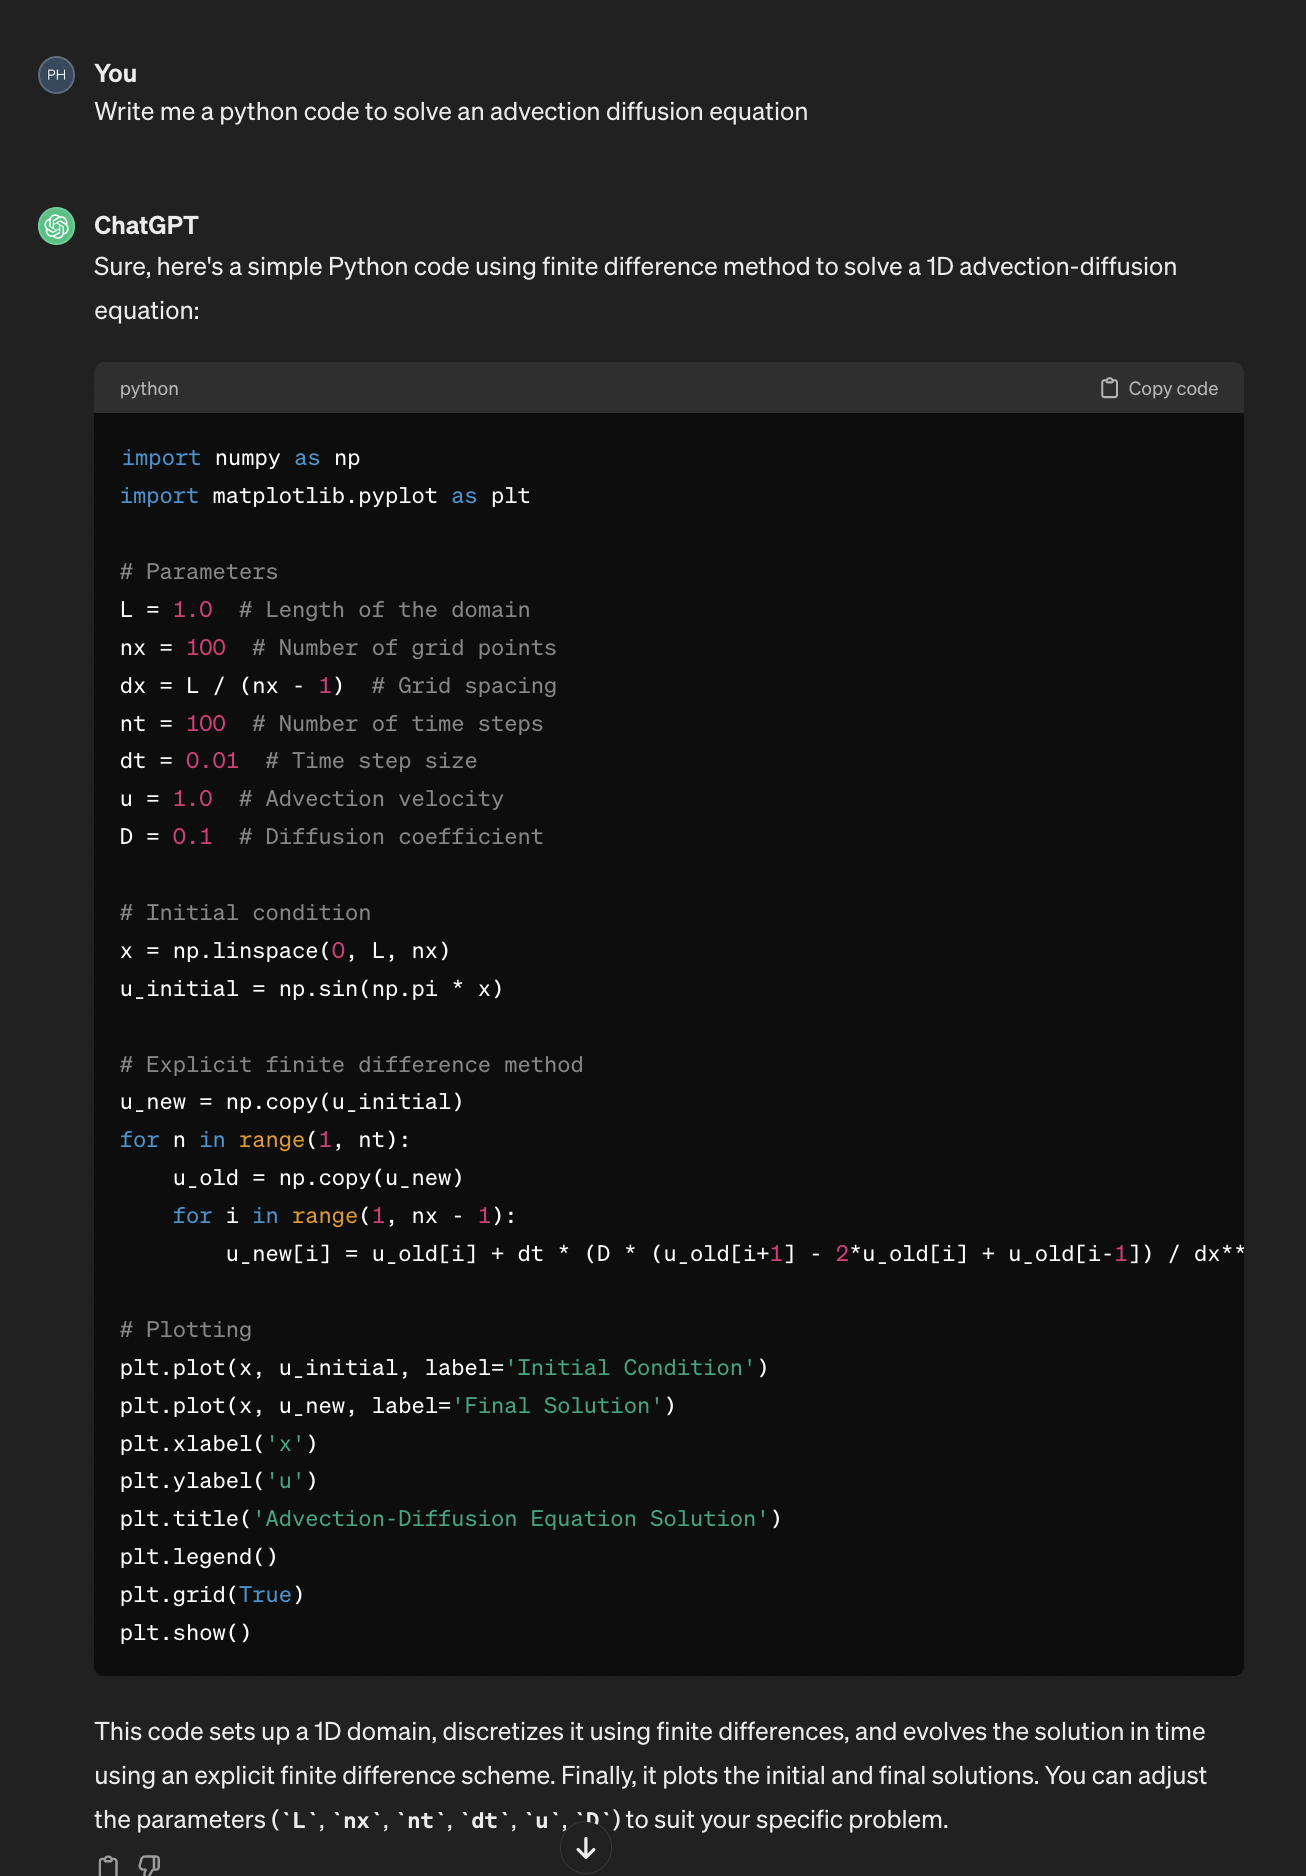 PH
You
Write me a python code to solve an advection diffusion equation
ChatGPT
Sure, here's a simple Python code using finite difference method to solve a 1D advection-diffusion
equation:
python
Copy code
import numpy as np
import matplotlib.pyplot as plt
# Parameters
L = 1.0  # Length of the domain
nx = 100  # Number of grid points
dx = L / (nx - 1)  # Grid spacing
nt = 100  # Number of time steps
dt = 0.01  # Time step size
u = 1.0  # Advection velocity
D = 0.1  # Diffusion coefficient
# Initial condition
x = np.linspace(0, L, nx)
u_initial = np.sin(np.pi * x)
# Explicit finite difference method
u_new = np.copy(u_initial)
for n in range(1, nt):
    u_old = np.copy(u_new)
    for i in range(1, nx - 1):
        u_new[i] = u_old[i] + dt * (D * (u_old[i+1] - 2*u_old[i] + u_old[i-1]) / dx**
# Plotting
plt.plot(x, u_initial, label='Initial Condition')
plt.plot(x, u_new, label='Final Solution')
plt.xlabel('x')
plt.ylabel('u')
plt.title('Advection-Diffusion Equation Solution')
plt.legend()
plt.grid(True)
plt.show()
This code sets up a 1D domain, discretizes it using finite differences, and evolves the solution in time
using an explicit finite difference scheme. Finally, it plots the initial and final solutions. You can adjust
the parameters (`L`, `nx`, `nt`, `dt`, `u`, `D`) to suit your specific problem.